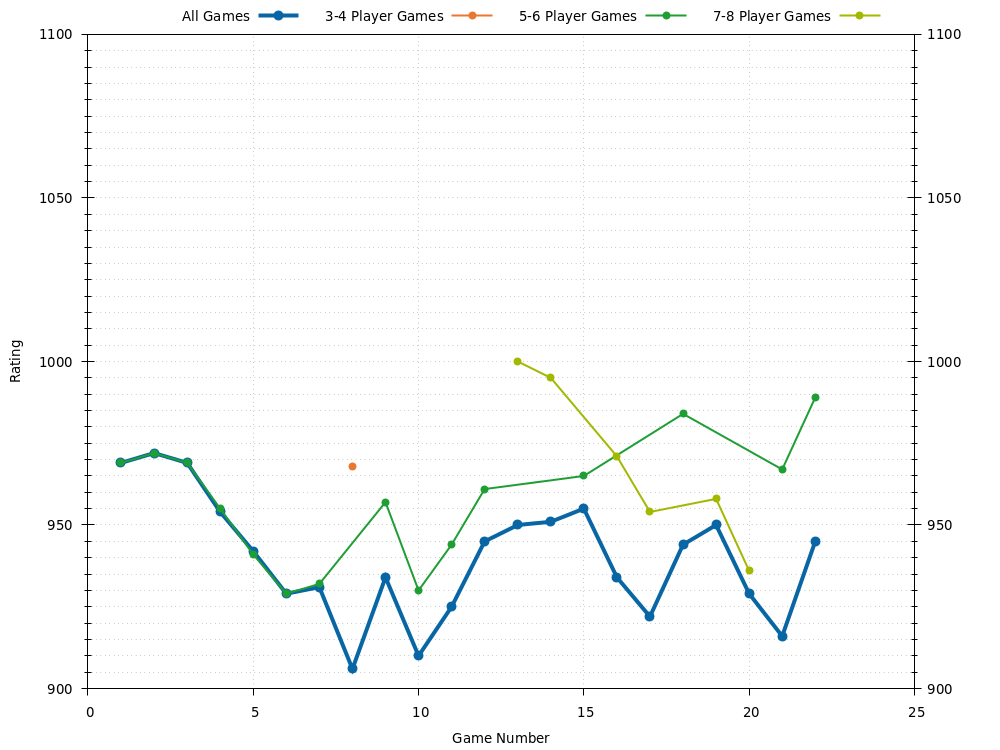 All Games 3-4 Player Games 5-6 Player Games 7-8 Player Games
1100 1100
1050 1050
Rating
1000 1000
950 950
900 900
0 5 10 15 20 25
Game Number